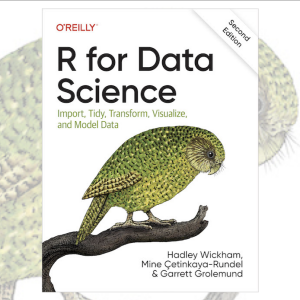 O'REILLY®
Second
Edition
R for Data
Science
Import, Tidy, Transform, Visualize,
and Model Data
Hadley Wickham,
Mine Çetinkaya-Rundel
& Garrett Grolemund